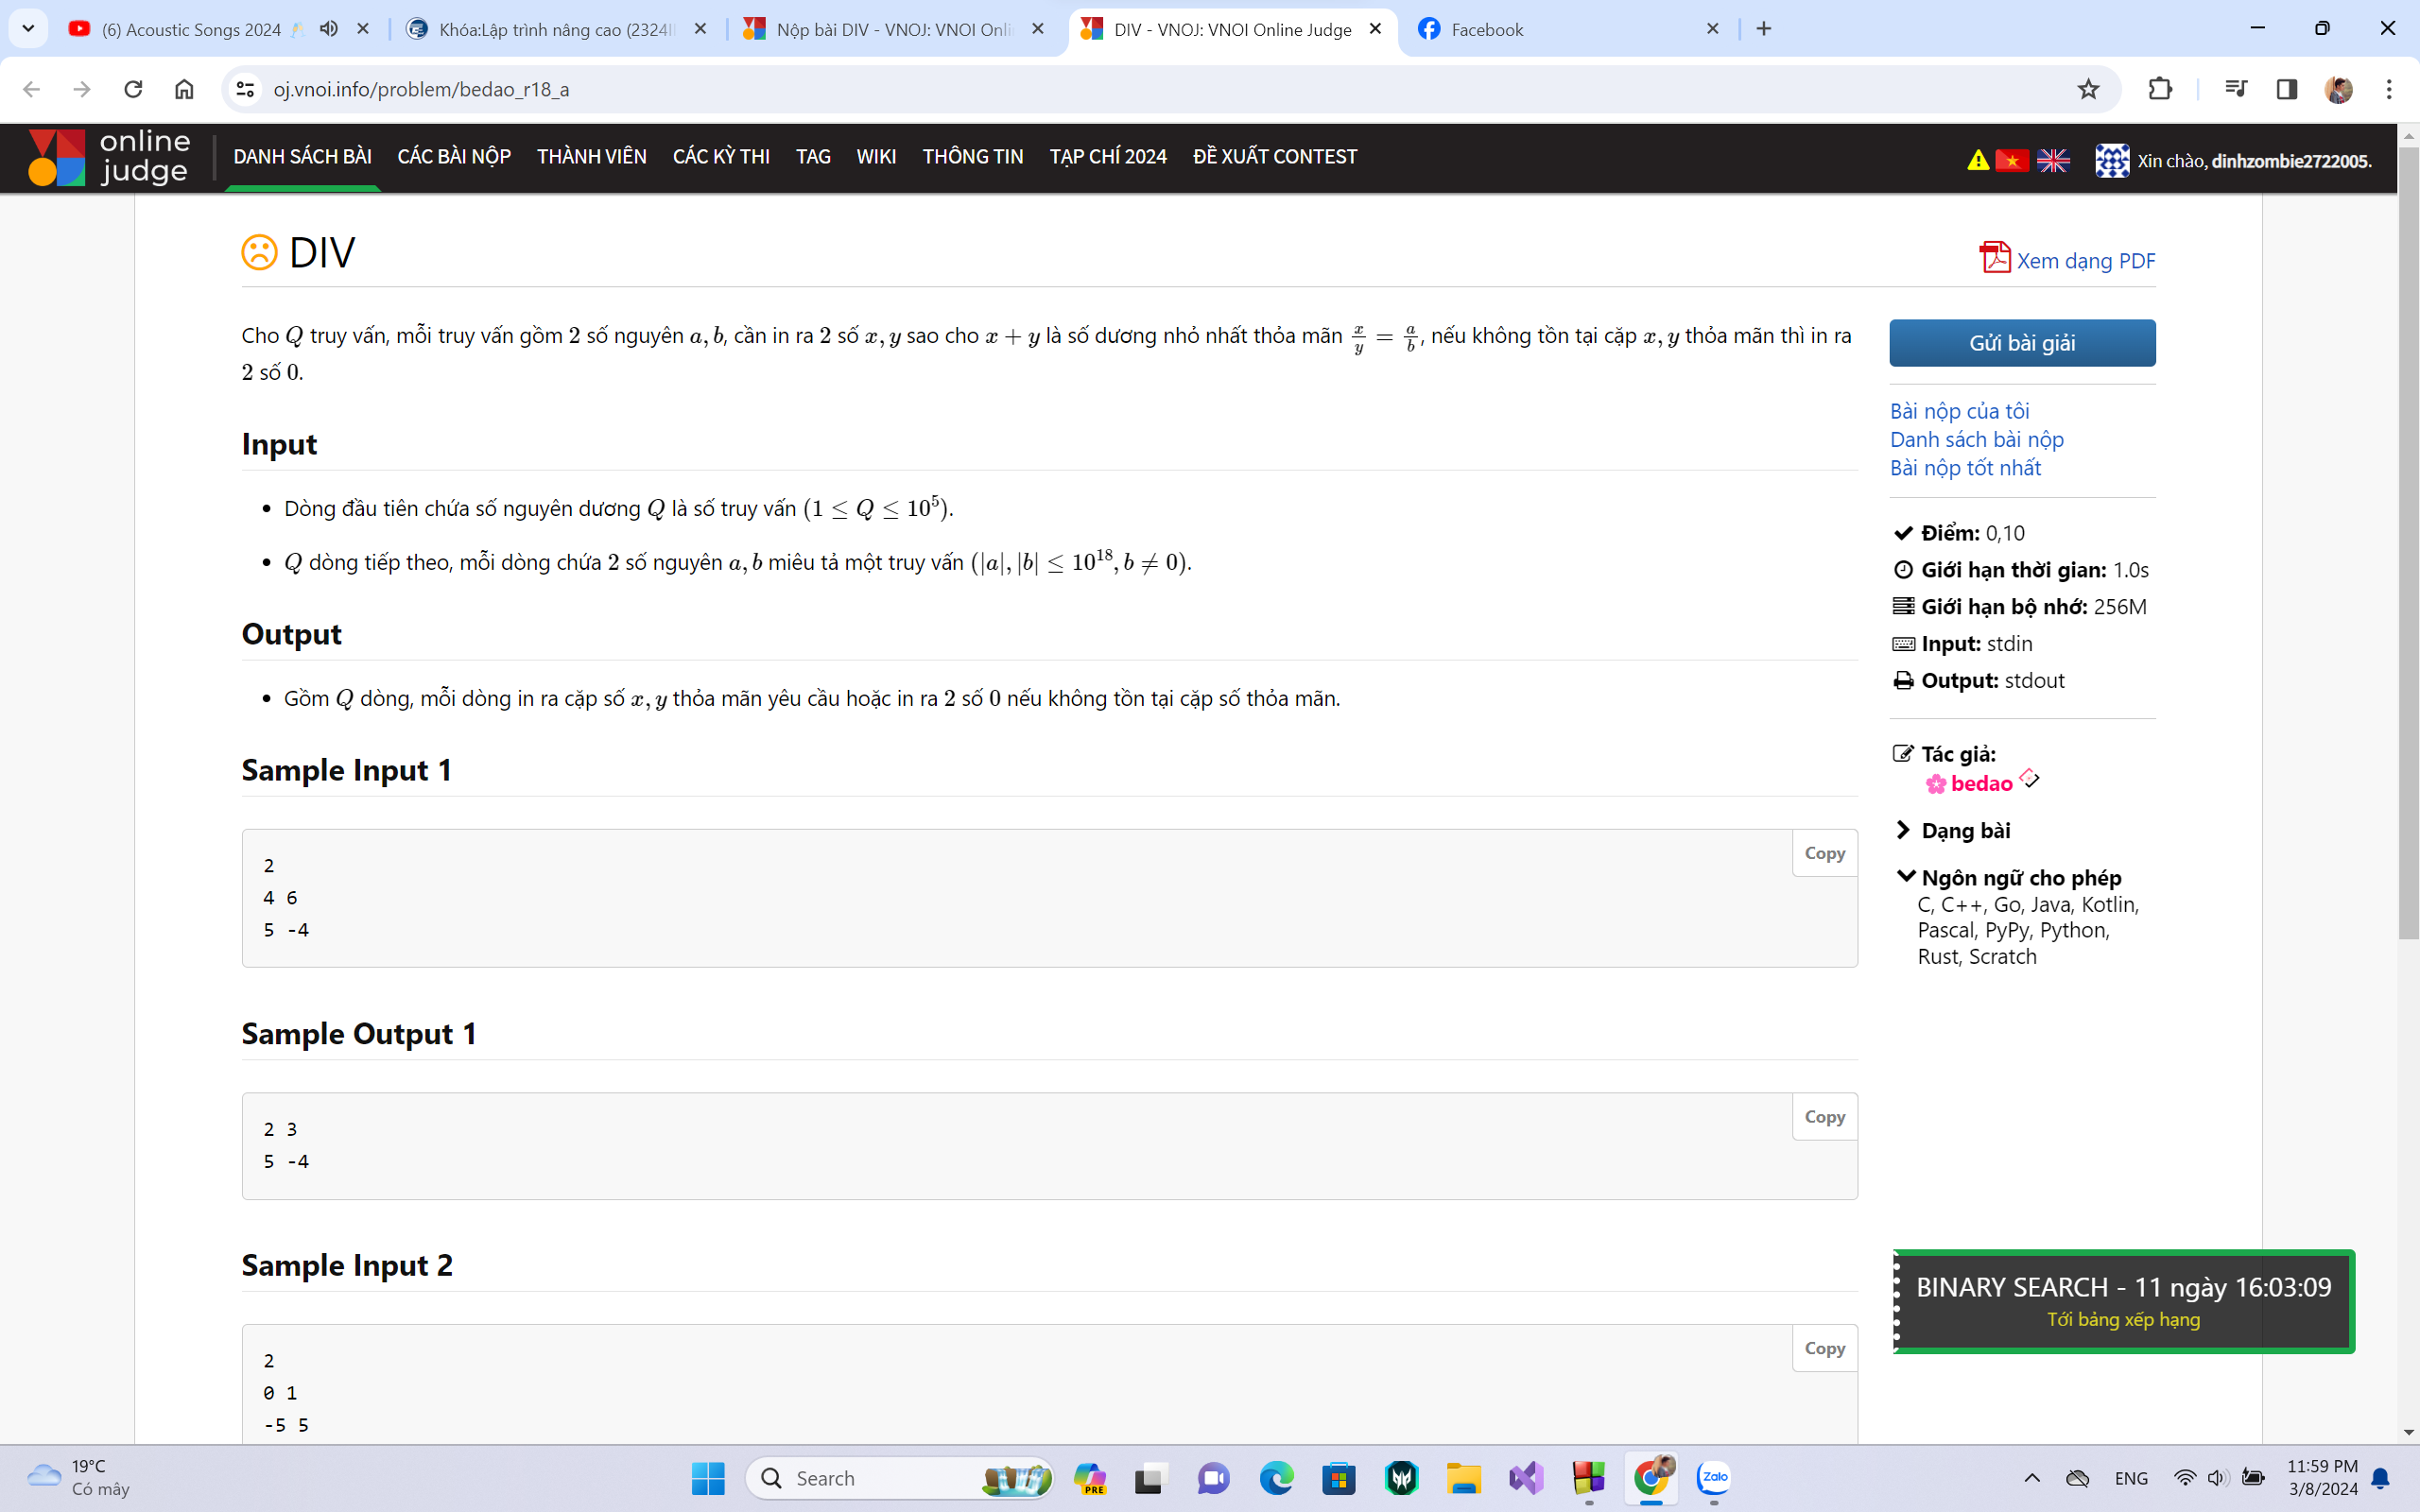 (6) Acoustic Songs 2024
Khóa:Lập trình nâng cao (2324II
Nộp bài DIV - VNOJ: VNOI Onli
DIV - VNOJ: VNOI Online Judge
Facebook
oj.vnoi.info/problem/bedao_r18_a
online judge
DANH SÁCH BÀI
CÁC BÀI NỘP
THÀNH VIÊN
CÁC KỲ THI
TAG
WIKI
THÔNG TIN
TẠP CHÍ 2024
ĐỀ XUẤT CONTEST
Xin chào, dinhzombie2722005.
DIV
Xem dạng PDF
Cho Q truy vấn, mỗi truy vấn gồm 2 số nguyên a, b, cần in ra 2 số x, y sao cho x + y là số dương nhỏ nhất thỏa mãn x/y = a/b, nếu không tồn tại cặp x, y thỏa mãn thì in ra
2 số 0.
Input
• Dòng đầu tiên chứa số nguyên dương Q là số truy vấn (1 ≤ Q ≤ 10^5).
• Q dòng tiếp theo, mỗi dòng chứa 2 số nguyên a, b miêu tả một truy vấn (|a|, |b| ≤ 10^18, b ≠ 0).
Output
• Gồm Q dòng, mỗi dòng in ra cặp số x, y thỏa mãn yêu cầu hoặc in ra 2 số 0 nếu không tồn tại cặp số thỏa mãn.
Sample Input 1
Copy
2
4 6
5 -4
Sample Output 1
Copy
2 3
5 -4
Sample Input 2
Copy
2
0 1
-5 5
Gửi bài giải
Bài nộp của tôi
Danh sách bài nộp
Bài nộp tốt nhất
Điểm: 0,10
Giới hạn thời gian: 1.0s
Giới hạn bộ nhớ: 256M
Input: stdin
Output: stdout
Tác giả:
bedao
Dạng bài
Ngôn ngữ cho phép
C, C++, Go, Java, Kotlin,
Pascal, PyPy, Python,
Rust, Scratch
BINARY SEARCH - 11 ngày 16:03:09
Tới bảng xếp hạng
19°C
Có mây
Search
PRE
Zalo
ENG
11:59 PM
3/8/2024